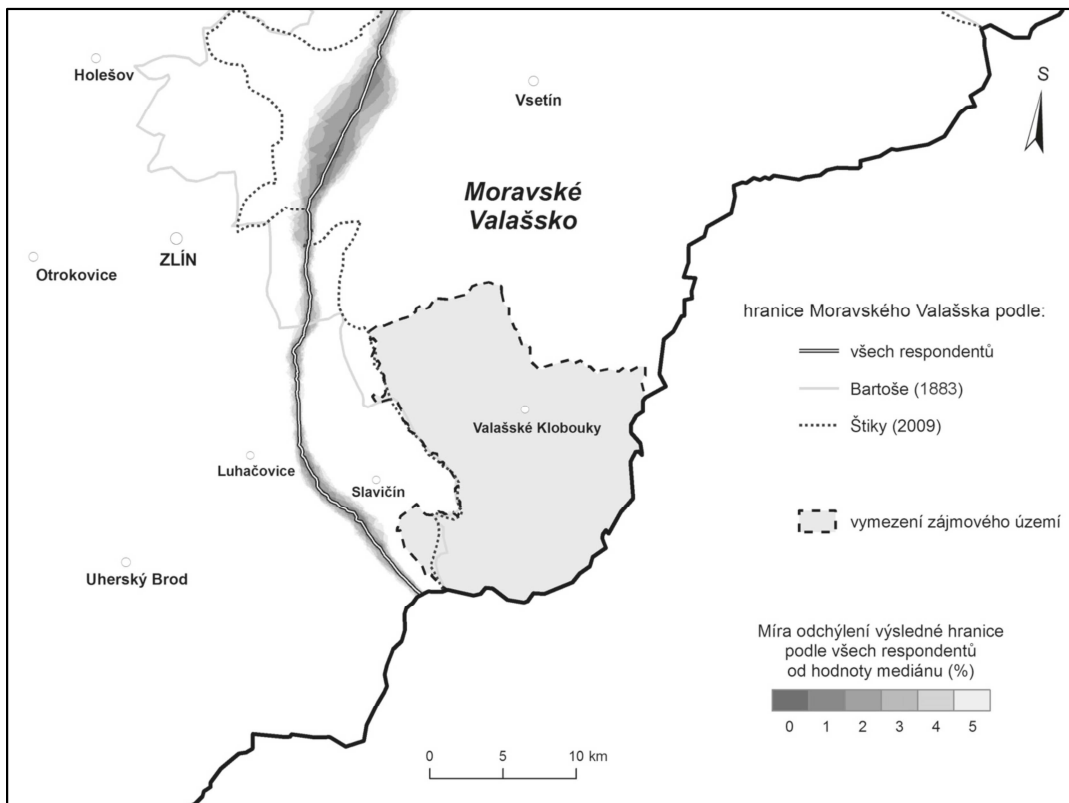 Holešov
Vsetín
S
Moravské
Valašsko
ZLÍN
Otrokovice
hranice Moravského Valašska podle:
všech respondentů
Bartoše (1883)
Štiky (2009)
Valašské Klobouky
Luhačovice
Slavičín
vymezení zájmového území
Uherský Brod
Míra odchýlení výsledné hranice
podle všech respondentů
od hodnoty mediánu (%)
0 1 2 3 4 5
0 5 10 km